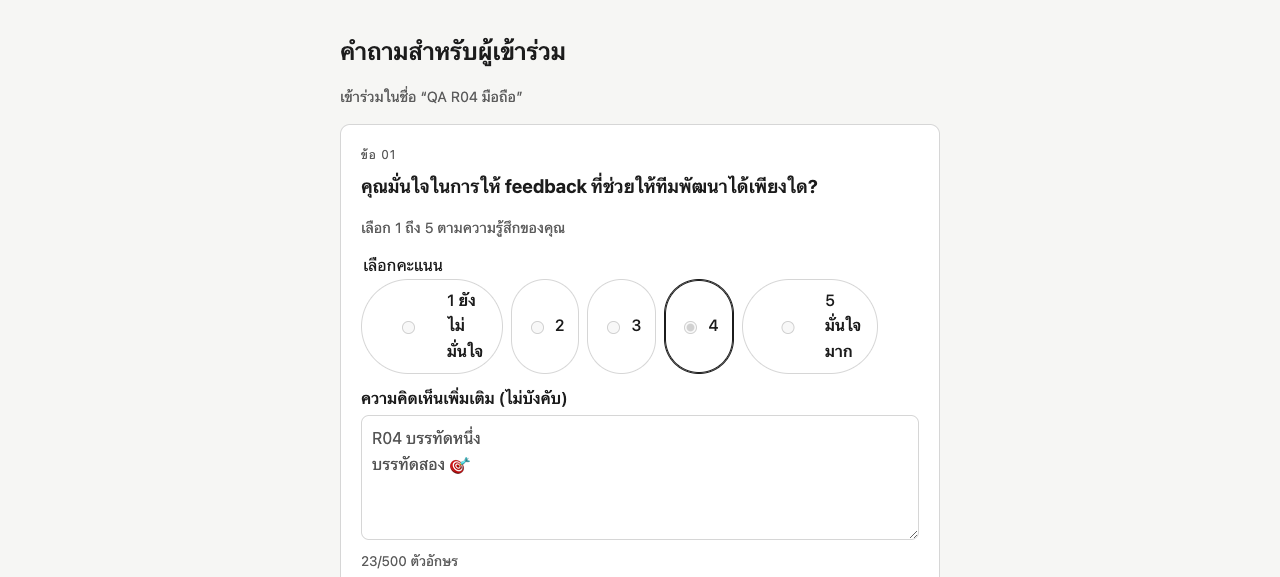 คำถามสำหรับผู้เข้าร่วม
เข้าร่วมในชื่อ “QA R04 มือถือ”
ข้อ 01
คุณมั่นใจในการให้ feedback ที่ช่วยให้ทีมพัฒนาได้เพียงใด?
เลือก 1 ถึง 5 ตามความรู้สึกของคุณ
เลือกคะแนน
1 ยัง
ไม่
มั่นใจ
2
3
4
5
มั่นใจ
มาก
ความคิดเห็นเพิ่มเติม (ไม่บังคับ)
R04 บรรทัดหนึ่ง
บรรทัดสอง 🎯
23/500 ตัวอักษร